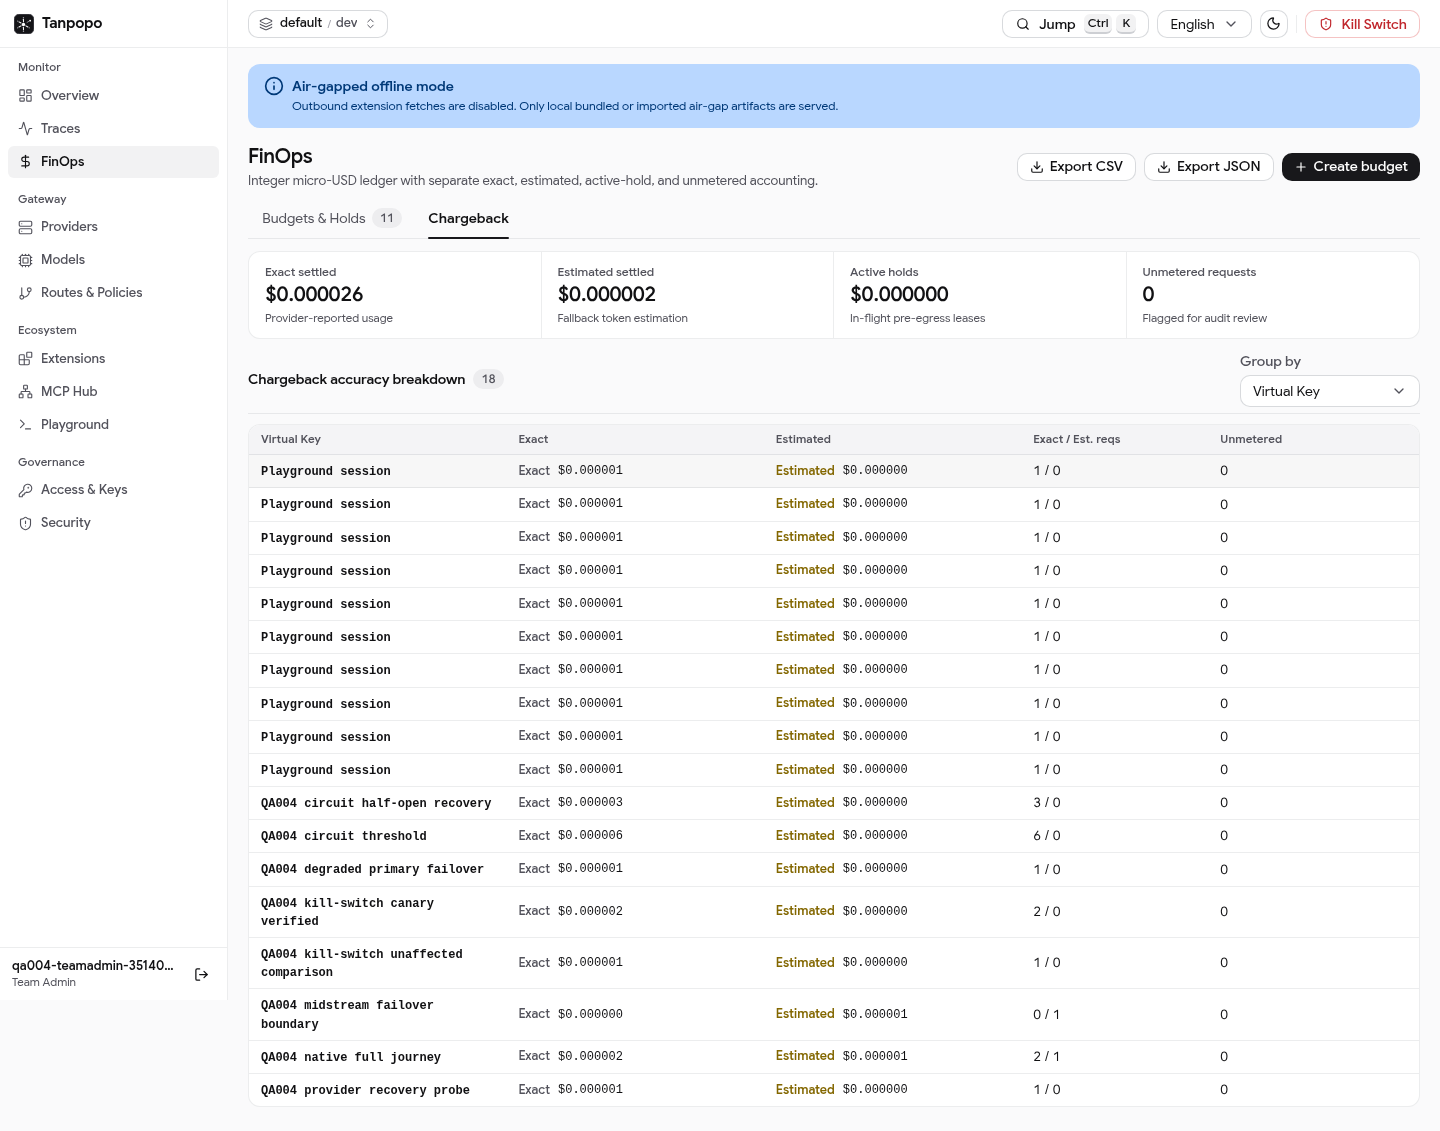 Tanpopo
default / dev
Jump Ctrl K
English
Kill Switch
Monitor
Overview
Traces
FinOps
Gateway
Providers
Models
Routes & Policies
Ecosystem
Extensions
MCP Hub
Playground
Governance
Access & Keys
Security
qa004-teamadmin-35140...
Team Admin
Air-gapped offline mode
Outbound extension fetches are disabled. Only local bundled or imported air-gap artifacts are served.
FinOps
Integer micro-USD ledger with separate exact, estimated, active-hold, and unmetered accounting.
Export CSV
Export JSON
Create budget
Budgets & Holds 11
Chargeback
Exact settled
$0.000026
Provider-reported usage
Estimated settled
$0.000002
Fallback token estimation
Active holds
$0.000000
In-flight pre-egress leases
Unmetered requests
0
Flagged for audit review
Chargeback accuracy breakdown 18
Group by
Virtual Key
Virtual Key Exact Estimated Exact / Est. reqs Unmetered
Playground session Exact $0.000001 Estimated $0.000000 1 / 0 0
Playground session Exact $0.000001 Estimated $0.000000 1 / 0 0
Playground session Exact $0.000001 Estimated $0.000000 1 / 0 0
Playground session Exact $0.000001 Estimated $0.000000 1 / 0 0
Playground session Exact $0.000001 Estimated $0.000000 1 / 0 0
Playground session Exact $0.000001 Estimated $0.000000 1 / 0 0
Playground session Exact $0.000001 Estimated $0.000000 1 / 0 0
Playground session Exact $0.000001 Estimated $0.000000 1 / 0 0
Playground session Exact $0.000001 Estimated $0.000000 1 / 0 0
Playground session Exact $0.000001 Estimated $0.000000 1 / 0 0
QA004 circuit half-open recovery Exact $0.000003 Estimated $0.000000 3 / 0 0
QA004 circuit threshold Exact $0.000006 Estimated $0.000000 6 / 0 0
QA004 degraded primary failover Exact $0.000001 Estimated $0.000000 1 / 0 0
QA004 kill-switch canary
verified Exact $0.000002 Estimated $0.000000 2 / 0 0
QA004 kill-switch unaffected
comparison Exact $0.000001 Estimated $0.000000 1 / 0 0
QA004 midstream failover
boundary Exact $0.000000 Estimated $0.000001 0 / 1 0
QA004 native full journey Exact $0.000002 Estimated $0.000001 2 / 1 0
QA004 provider recovery probe Exact $0.000001 Estimated $0.000000 1 / 0 0